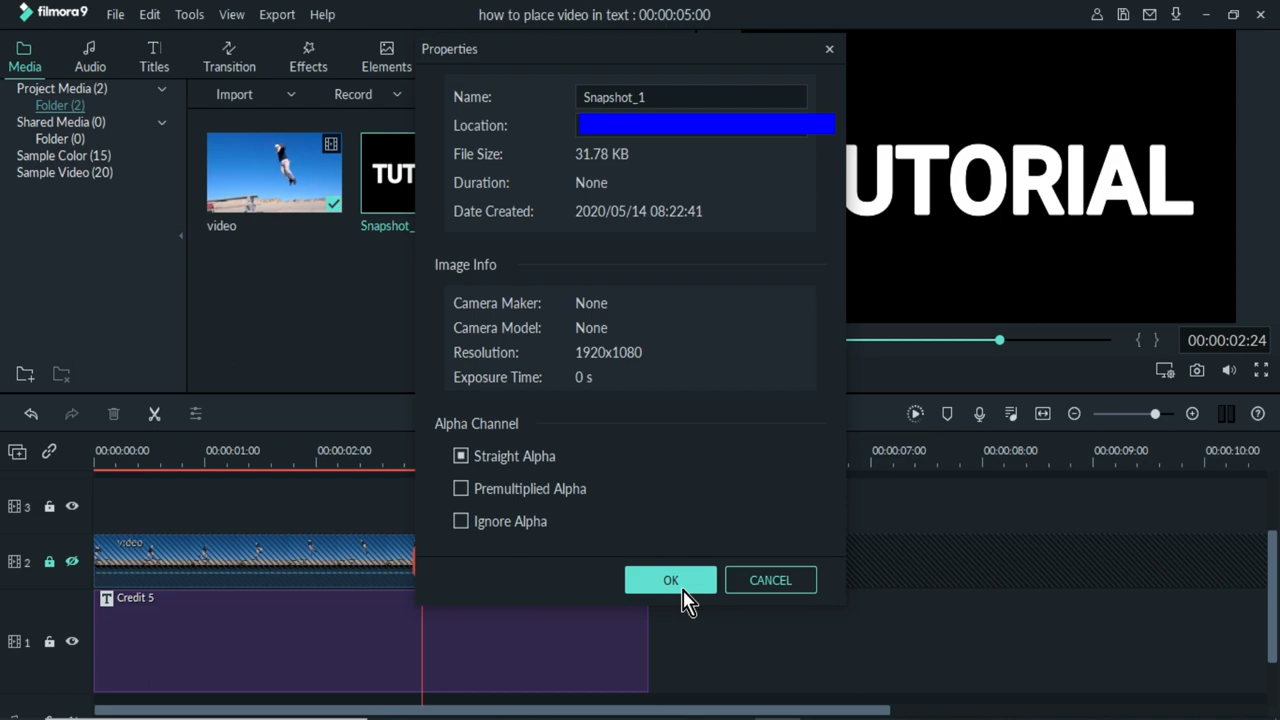 filmora9 File Edit Tools View Export Help how to place video in text : 00:00:05:00
Media Audio Titles Transition Effects Elements
Project Media (2)
Folder (2)
Shared Media (0)
Folder (0)
Sample Color (15)
Sample Video (20)
Import Record
TUT
video Snapshot_
Properties
Name: Snapshot_1
Location:
File Size: 31.78 KB
Duration: None
Date Created: 2020/05/14 08:22:41
Image Info
Camera Maker: None
Camera Model: None
Resolution: 1920x1080
Exposure Time: 0 s
Alpha Channel
Straight Alpha
Premultiplied Alpha
Ignore Alpha
OK CANCEL
UTORIAL
{ } 00:00:02:24
00:00:00:00 00:00:01:00 00:00:02:00 00:00:07:00 00:00:08:00 00:00:09:00 00:00:10:00
3
2 video
T Credit 5
1